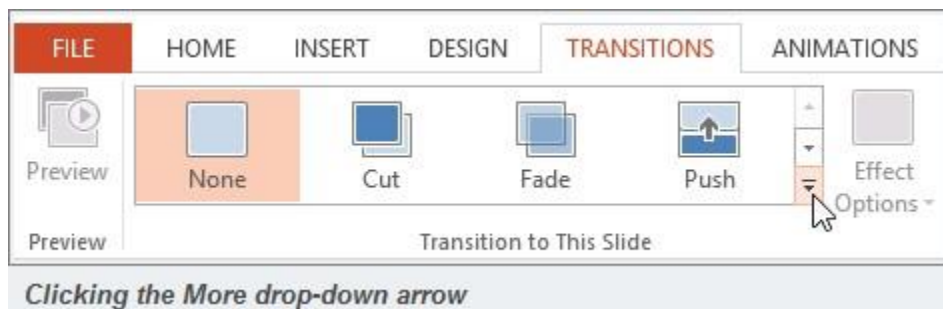 FILE HOME INSERT DESIGN TRANSITIONS ANIMATIONS
Preview None Cut Fade Push Effect
Options
Preview Transition to This Slide
Clicking the More drop-down arrow